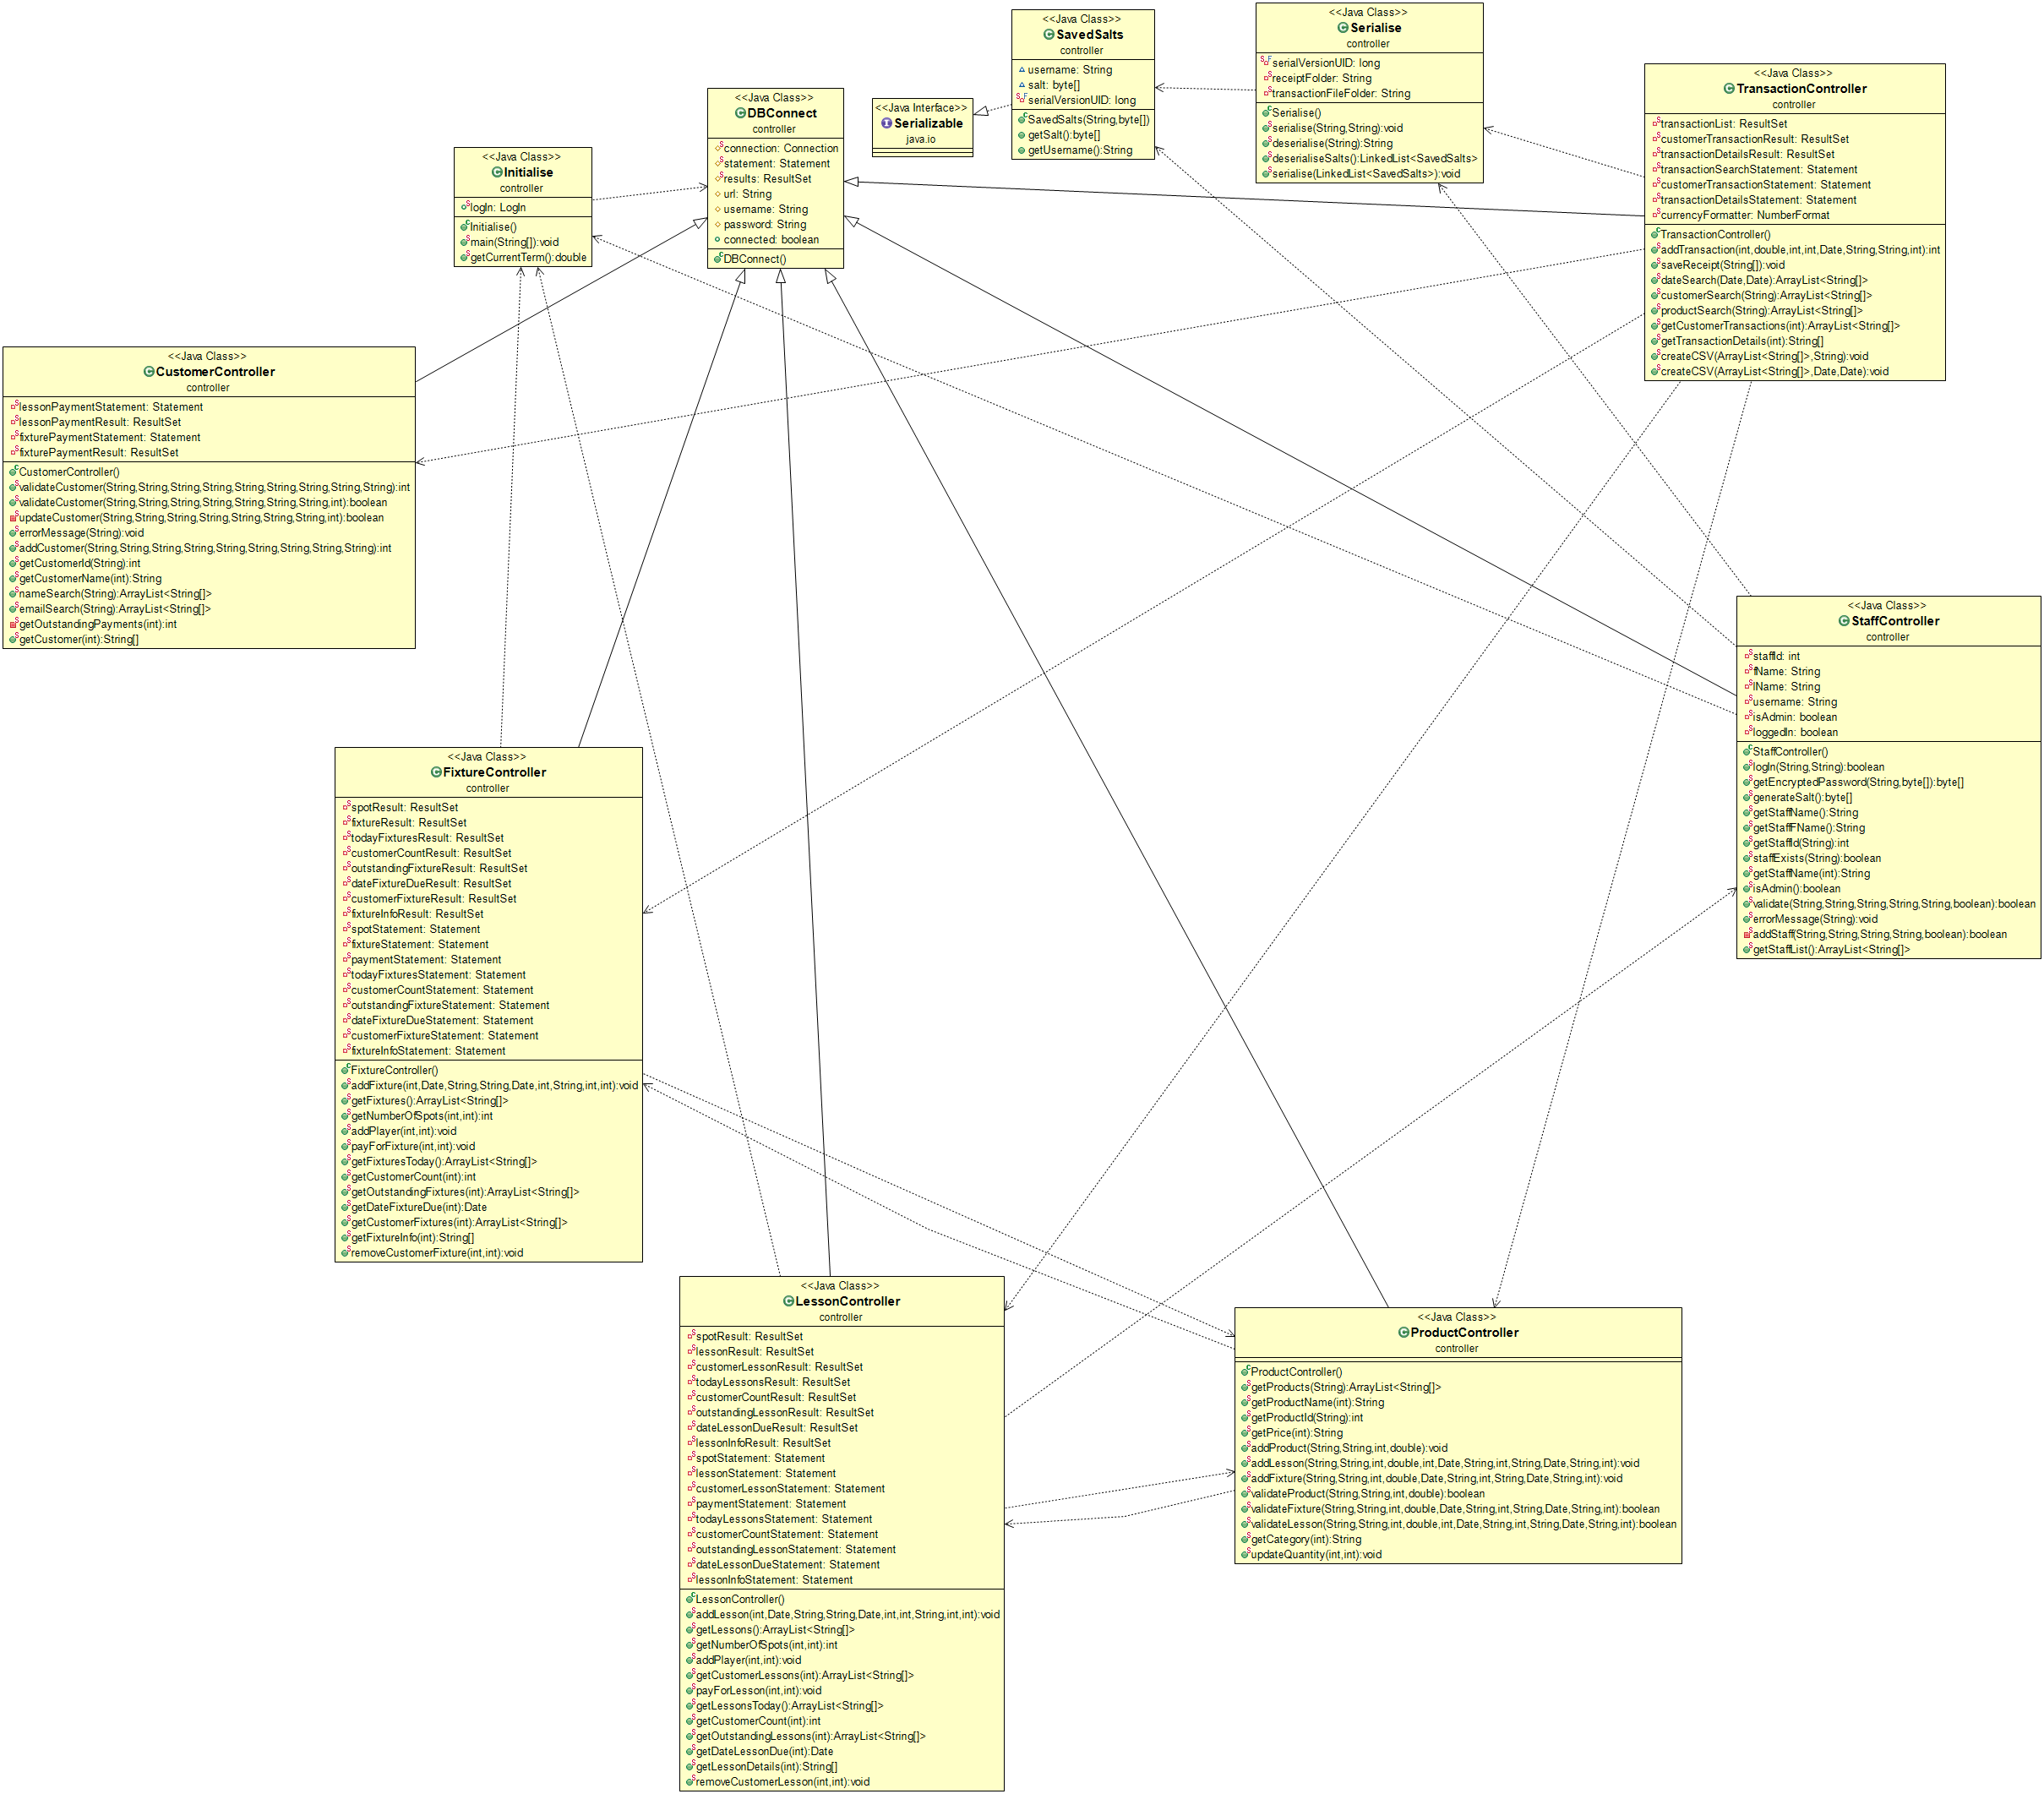 <<Java Class>>
SavedSalts
controller
username: String
salt: byte[]
serialVersionUID: long
SavedSalts(String,byte[])
getSalt():byte[]
getUsername():String
<<Java Class>>
Serialise
controller
serialVersionUID: long
receiptFolder: String
transactionFileFolder: String
Serialise()
serialise(String,String):void
deserialise(String):String
deserialiseSalts():LinkedList<SavedSalts>
serialise(LinkedList<SavedSalts>):void
<<Java Class>>
TransactionController
controller
transactionList: ResultSet
customerTransactionResult: ResultSet
transactionDetailsResult: ResultSet
transactionSearchStatement: Statement
customerTransactionStatement: Statement
transactionDetailsStatement: Statement
currencyFormatter: NumberFormat
TransactionController()
addTransaction(int,double,int,int,Date,String,String,int):int
saveReceipt(String[]):void
dateSearch(Date,Date):ArrayList<String[]>
customerSearch(String):ArrayList<String[]>
productSearch(String):ArrayList<String[]>
getCustomerTransactions(int):ArrayList<String[]>
getTransactionDetails(int):String[]
createCSV(ArrayList<String[]>,String):void
createCSV(ArrayList<String[]>,Date,Date):void
<<Java Class>>
DBConnect
controller
connection: Connection
statement: Statement
results: ResultSet
url: String
username: String
password: String
connected: boolean
DBConnect()
<<Java Interface>>
Serializable
java.io
<<Java Class>>
Initialise
controller
logIn: LogIn
Initialise()
main(String[]):void
getCurrentTerm():double
<<Java Class>>
CustomerController
controller
lessonPaymentStatement: Statement
lessonPaymentResult: ResultSet
fixturePaymentStatement: Statement
fixturePaymentResult: ResultSet
CustomerController()
validateCustomer(String,String,String,String,String,String,String,String,String):int
validateCustomer(String,String,String,String,String,String,String,int):boolean
updateCustomer(String,String,String,String,String,String,String,int):boolean
errorMessage(String):void
addCustomer(String,String,String,String,String,String,String,String,String):int
getCustomerId(String):int
getCustomerName(int):String
nameSearch(String):ArrayList<String[]>
emailSearch(String):ArrayList<String[]>
getOutstandingPayments(int):int
getCustomer(int):String[]
<<Java Class>>
StaffController
controller
staffId: int
fName: String
lName: String
username: String
isAdmin: boolean
loggedIn: boolean
StaffController()
logIn(String,String):boolean
getEncryptedPassword(String,byte[]):byte[]
generateSalt():byte[]
getStaffName():String
getStaffFName():String
getStaffId(String):int
staffExists(String):boolean
getStaffName(int):String
isAdmin():boolean
validate(String,String,String,String,String,boolean):boolean
errorMessage(String):void
addStaff(String,String,String,String,boolean):boolean
getStaffList():ArrayList<String[]>
<<Java Class>>
FixtureController
controller
spotResult: ResultSet
fixtureResult: ResultSet
todayFixturesResult: ResultSet
customerCountResult: ResultSet
outstandingFixtureResult: ResultSet
dateFixtureDueResult: ResultSet
customerFixtureResult: ResultSet
fixtureInfoResult: ResultSet
spotStatement: Statement
fixtureStatement: Statement
paymentStatement: Statement
todayFixturesStatement: Statement
customerCountStatement: Statement
outstandingFixtureStatement: Statement
dateFixtureDueStatement: Statement
customerFixtureStatement: Statement
fixtureInfoStatement: Statement
FixtureController()
addFixture(int,Date,String,String,Date,int,String,int,int):void
getFixtures():ArrayList<String[]>
getNumberOfSpots(int,int):int
addPlayer(int,int):void
payForFixture(int,int):void
getFixturesToday():ArrayList<String[]>
getCustomerCount(int):int
getOutstandingFixtures(int):ArrayList<String[]>
getDateFixtureDue(int):Date
getCustomerFixtures(int):ArrayList<String[]>
getFixtureInfo(int):String[]
removeCustomerFixture(int,int):void
<<Java Class>>
LessonController
controller
spotResult: ResultSet
lessonResult: ResultSet
customerLessonResult: ResultSet
todayLessonsResult: ResultSet
customerCountResult: ResultSet
outstandingLessonResult: ResultSet
dateLessonDueResult: ResultSet
lessonInfoResult: ResultSet
spotStatement: Statement
lessonStatement: Statement
customerLessonStatement: Statement
paymentStatement: Statement
todayLessonsStatement: Statement
customerCountStatement: Statement
outstandingLessonStatement: Statement
dateLessonDueStatement: Statement
lessonInfoStatement: Statement
LessonController()
addLesson(int,Date,String,String,Date,int,int,String,int,int):void
getLessons():ArrayList<String[]>
getNumberOfSpots(int,int):int
addPlayer(int,int):void
getCustomerLessons(int):ArrayList<String[]>
payForLesson(int,int):void
getLessonsToday():ArrayList<String[]>
getCustomerCount(int):int
getOutstandingLessons(int):ArrayList<String[]>
getDateLessonDue(int):Date
getLessonDetails(int):String[]
removeCustomerLesson(int,int):void
<<Java Class>>
ProductController
controller
ProductController()
getProducts(String):ArrayList<String[]>
getProductName(int):String
getProductId(String):int
getPrice(int):String
addProduct(String,String,int,double):void
addLesson(String,String,int,double,int,Date,String,int,String,Date,String,int):void
addFixture(String,String,int,double,Date,String,int,String,Date,String,int):void
validateProduct(String,String,int,double):boolean
validateFixture(String,String,int,double,Date,String,int,String,Date,String,int):boolean
validateLesson(String,String,int,double,int,Date,String,int,String,Date,String,int):boolean
getCategory(int):String
updateQuantity(int,int):void